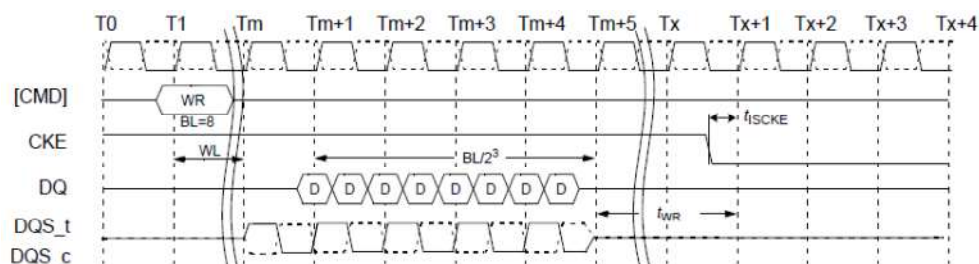 T0 T1 Tm Tm+1 Tm+2 Tm+3 Tm+4 Tm+5 Tx Tx+1 Tx+2 Tx+3 Tx+4
[CMD] WR
BL=8
tISCKE
CKE
WL BL/2³
DQ D D D D D D D D
DQS_t tWR
DQS_c